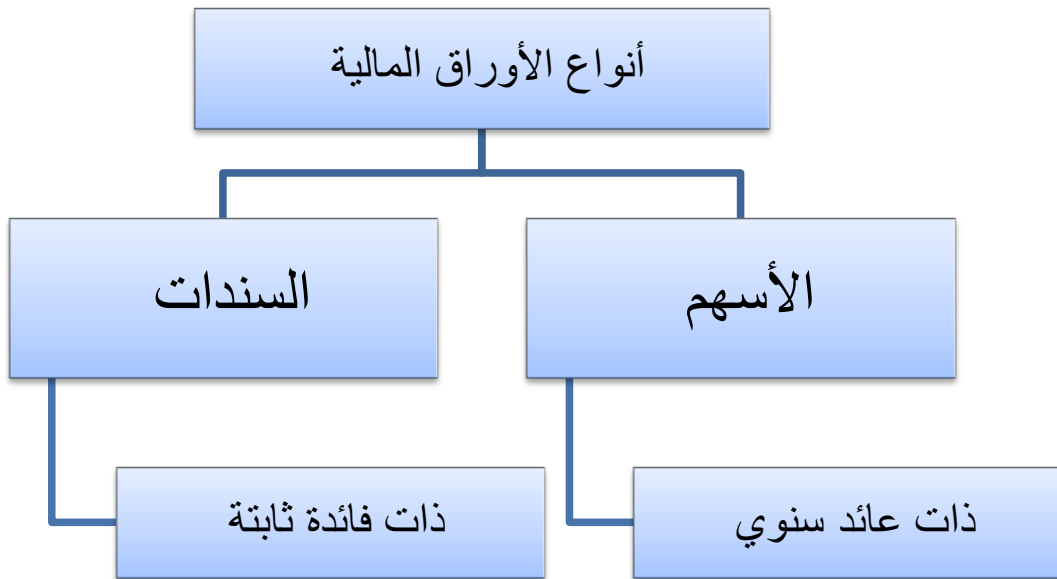 أنواع الأوراق المالية
الأسهم
السندات
ذات عائد سنوي
ذات فائدة ثابتة